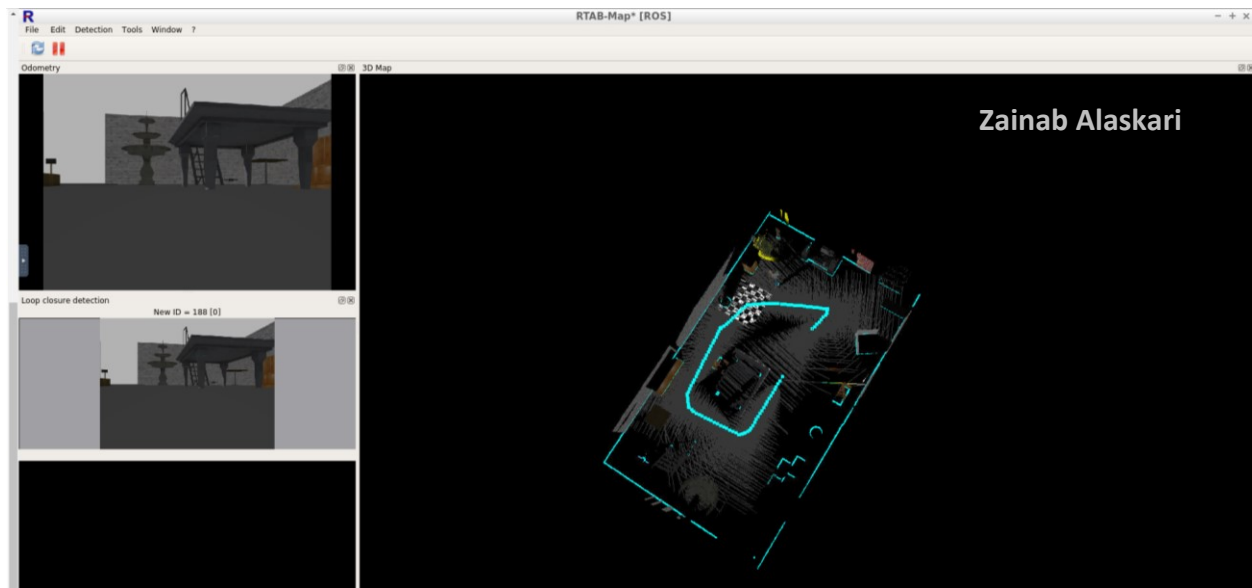 RTAB-Map* [ROS]
File Edit Detection Tools Window ?
Odometry
3D Map
Zainab Alaskari
Loop closure detection
New ID = 188 [0]